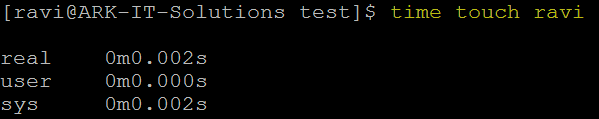 [ravi@ARK-IT-Solutions test]$ time touch ravi
real 0m0.002s
user 0m0.000s
sys 0m0.002s